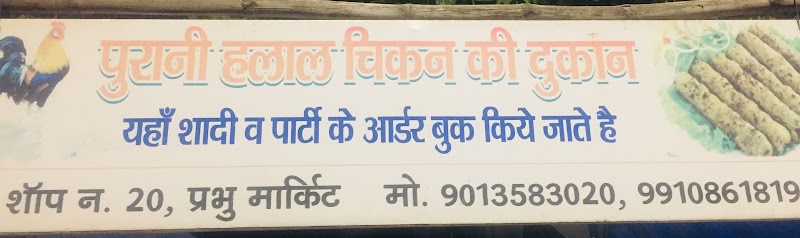 पुरानी हलाल चिकन की दुकान
यहाँ शादी व पार्टी के आर्डर बुक किये जाते है
शॉप न. 20, प्रभु मार्किट मो. 9013583020, 9910861819